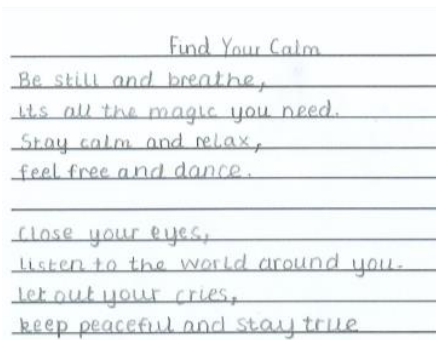 Find Your Calm
Be still and breathe,
its all the magic you need.
Stay calm and relax,
feel free and dance.
Close your eyes,
listen to the world around you.
let out your cries,
keep peaceful and stay true